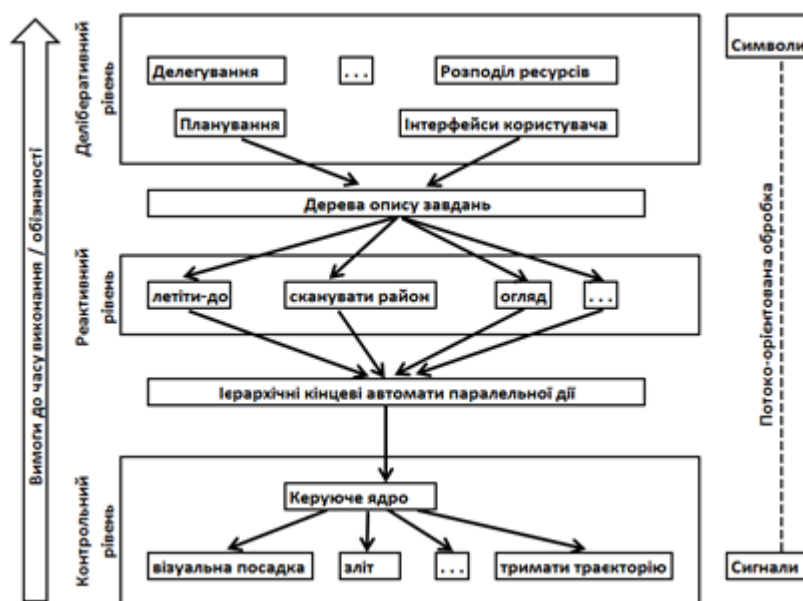 Вимоги до часу виконання / обізнаності
Деліберативний
рівень
Делегування
...
Розподіл ресурсів
Планування
Інтерфейси користувача
Дерева опису завдань
Реактивний
рівень
летіти-до
сканувати район
огляд
...
Ієрархічні кінцеві автомати паралельної дії
Контрольний
рівень
Керуюче ядро
візуальна посадка
зліт
...
тримати траєкторію
Символи
Потоко-орієнтована обробка
Сигнали